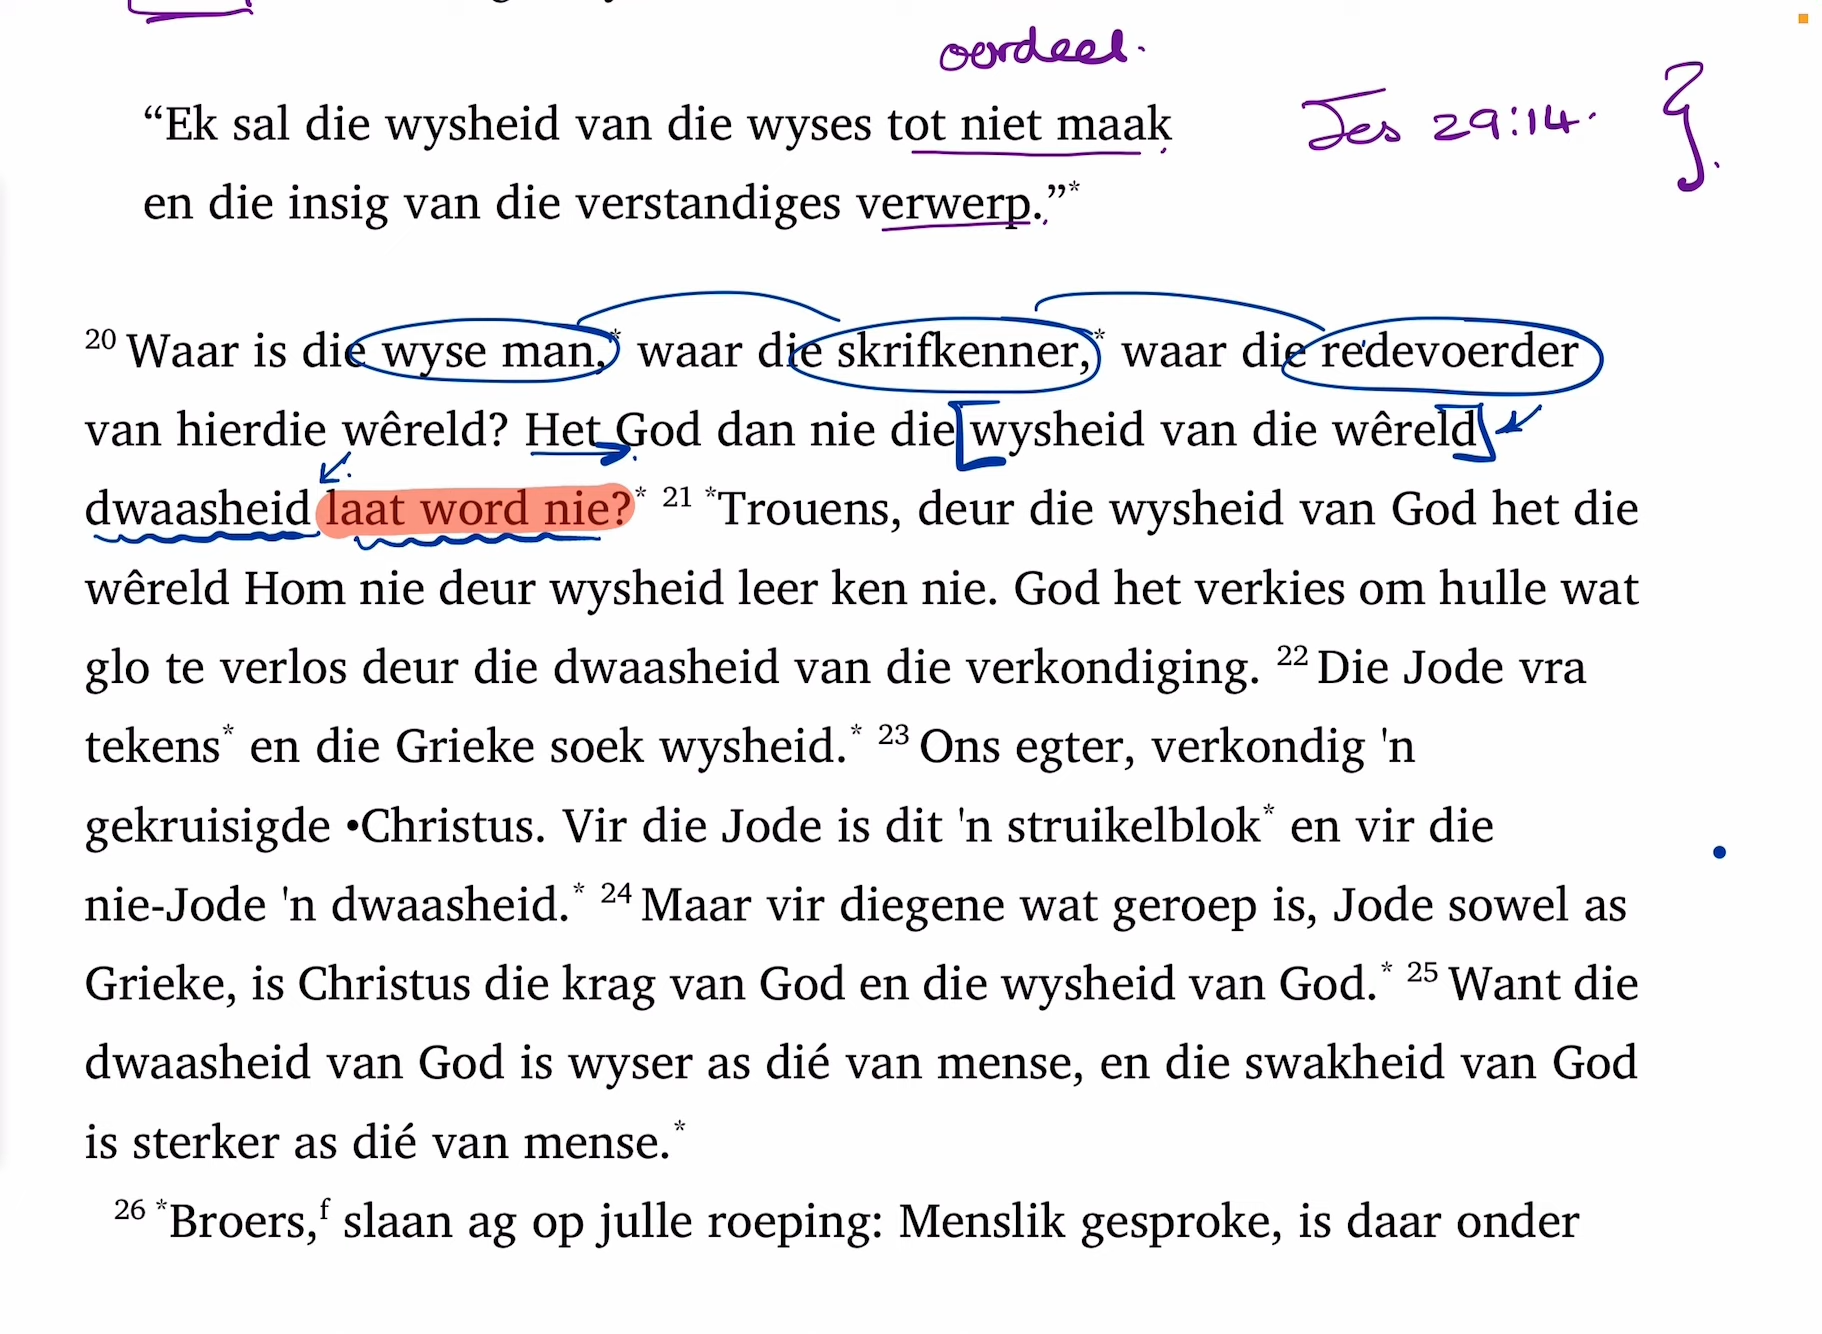 oordeel.
“Ek sal die wysheid van die wyses tot niet maak
Jes 29:14.
en die insig van die verstandiges verwerp.”*
20 Waar is die wyse man,* waar die skrifkenner,* waar die redevoerder
van hierdie wêreld? Het God dan nie die wysheid van die wêreld
dwaasheid laat word nie?* 21 *Trouens, deur die wysheid van God het die
wêreld Hom nie deur wysheid leer ken nie. God het verkies om hulle wat
glo te verlos deur die dwaasheid van die verkondiging. 22 Die Jode vra
tekens* en die Grieke soek wysheid.* 23 Ons egter, verkondig 'n
gekruisigde •Christus. Vir die Jode is dit 'n struikelblok* en vir die
nie-Jode 'n dwaasheid.* 24 Maar vir diegene wat geroep is, Jode sowel as
Grieke, is Christus die krag van God en die wysheid van God.* 25 Want die
dwaasheid van God is wyser as dié van mense, en die swakheid van God
is sterker as dié van mense.*
26 *Broers,f slaan ag op julle roeping: Menslik gesproke, is daar onder